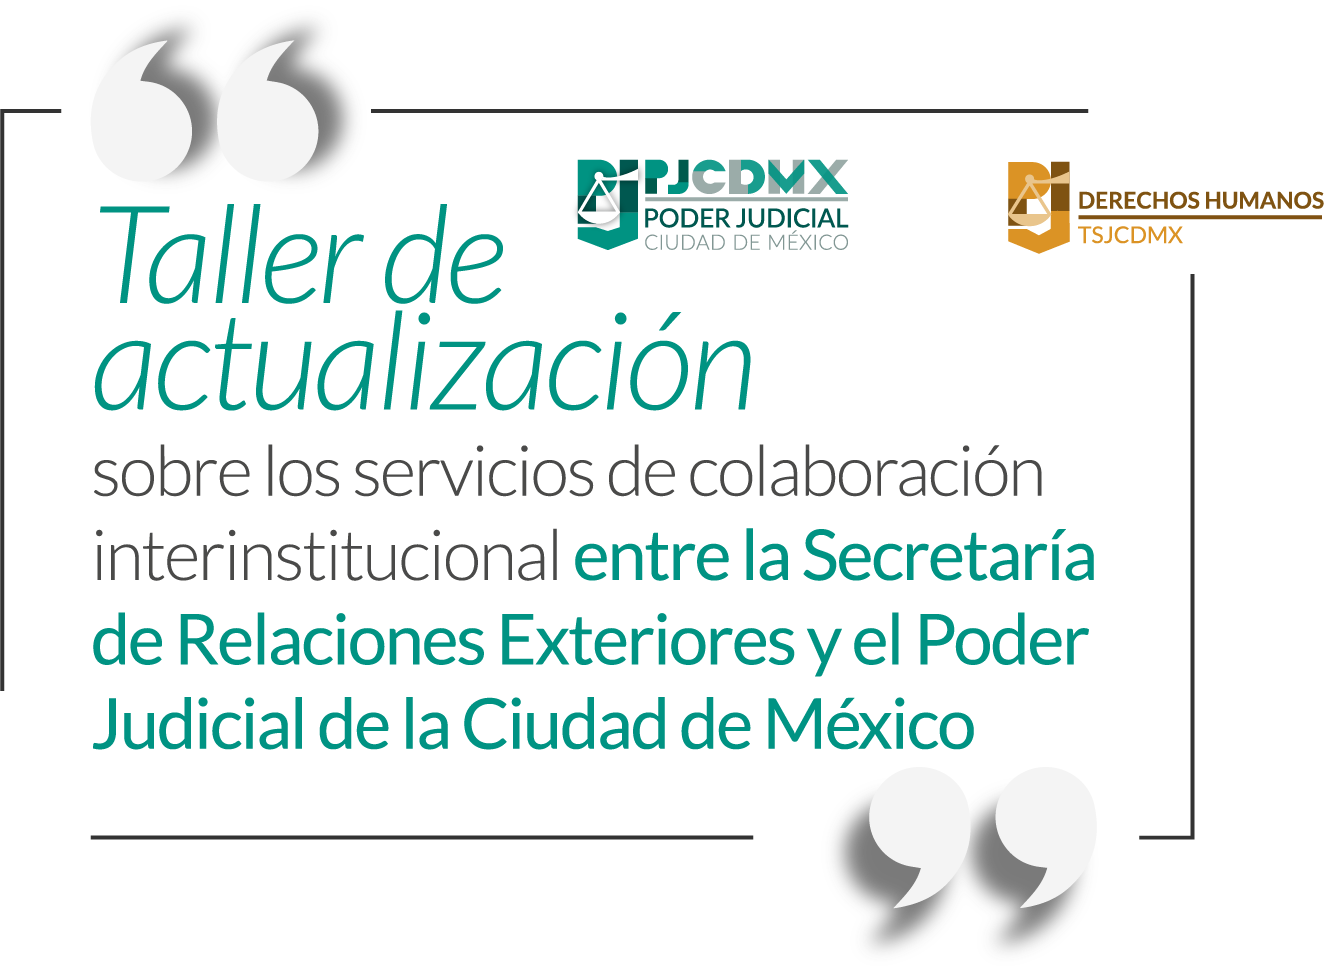 PJCDMX
PODER JUDICIAL
CIUDAD DE MÉXICO
DERECHOS HUMANOS
TSJCDMX
Taller de
actualización
sobre los servicios de colaboración
interinstitucional entre la Secretaría
de Relaciones Exteriores y el Poder
Judicial de la Ciudad de México